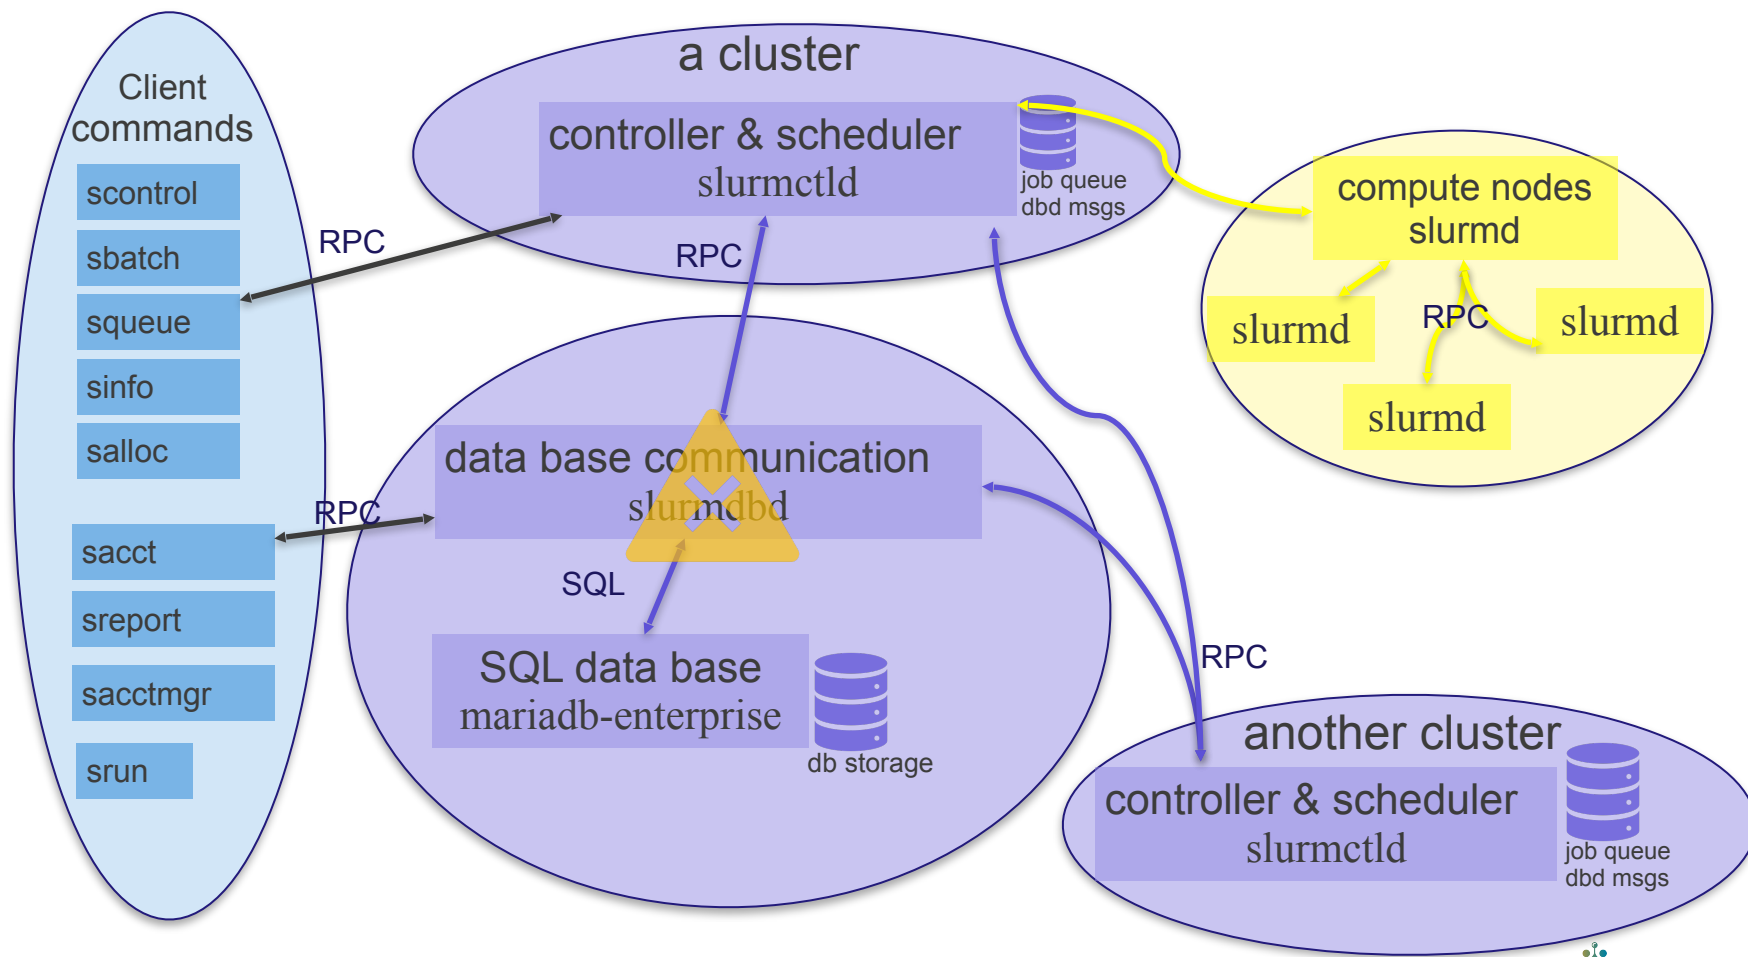 Client
commands
scontrol
sbatch
squeue
sinfo
salloc
sacct
sreport
sacctmgr
srun
RPC
RPC
a cluster
controller & scheduler
slurmctld
job queue
dbd msgs
RPC
data base communication
slurmdbd
SQL
SQL data base
mariadb-enterprise
db storage
compute nodes
slurmd
slurmd
RPC
slurmd
slurmd
RPC
another cluster
controller & scheduler
slurmctld
job queue
dbd msgs